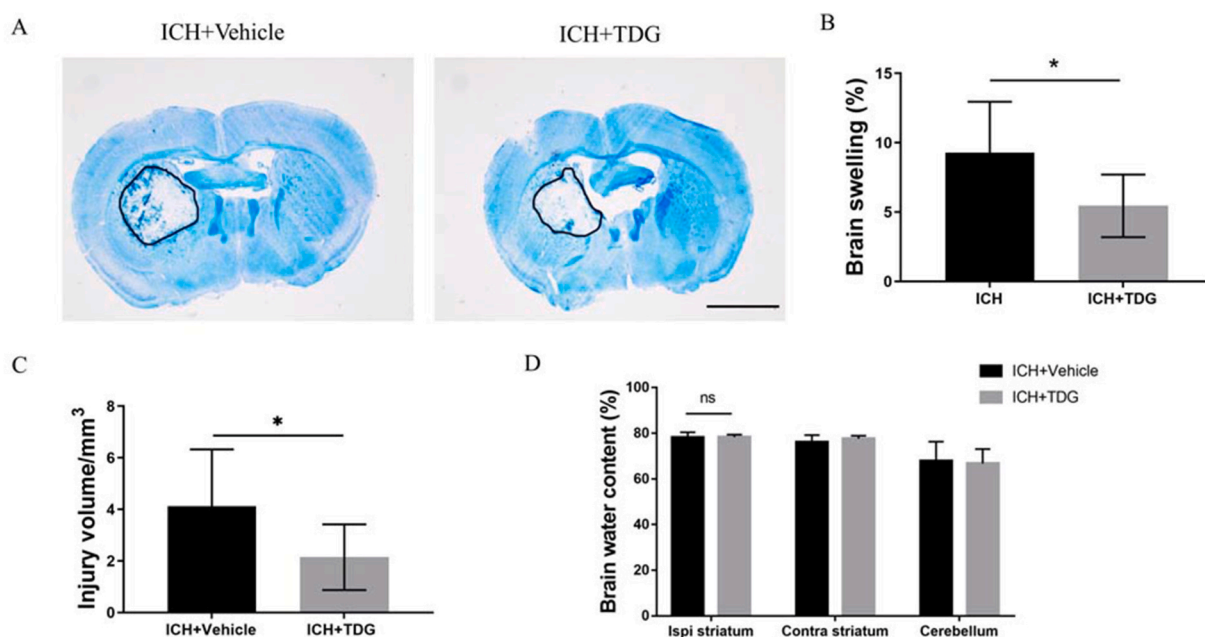 A
ICH+Vehicle
ICH+TDG
B
Brain swelling (%)
15
10
5
0
*
ICH
ICH+TDG
C
Injury volume/mm³
8
6
4
2
0
*
ICH+Vehicle
ICH+TDG
D
Brain water content (%)
100
80
60
40
20
0
ns
ICH+Vehicle
ICH+TDG
Ispi striatum
Contra striatum
Cerebellum